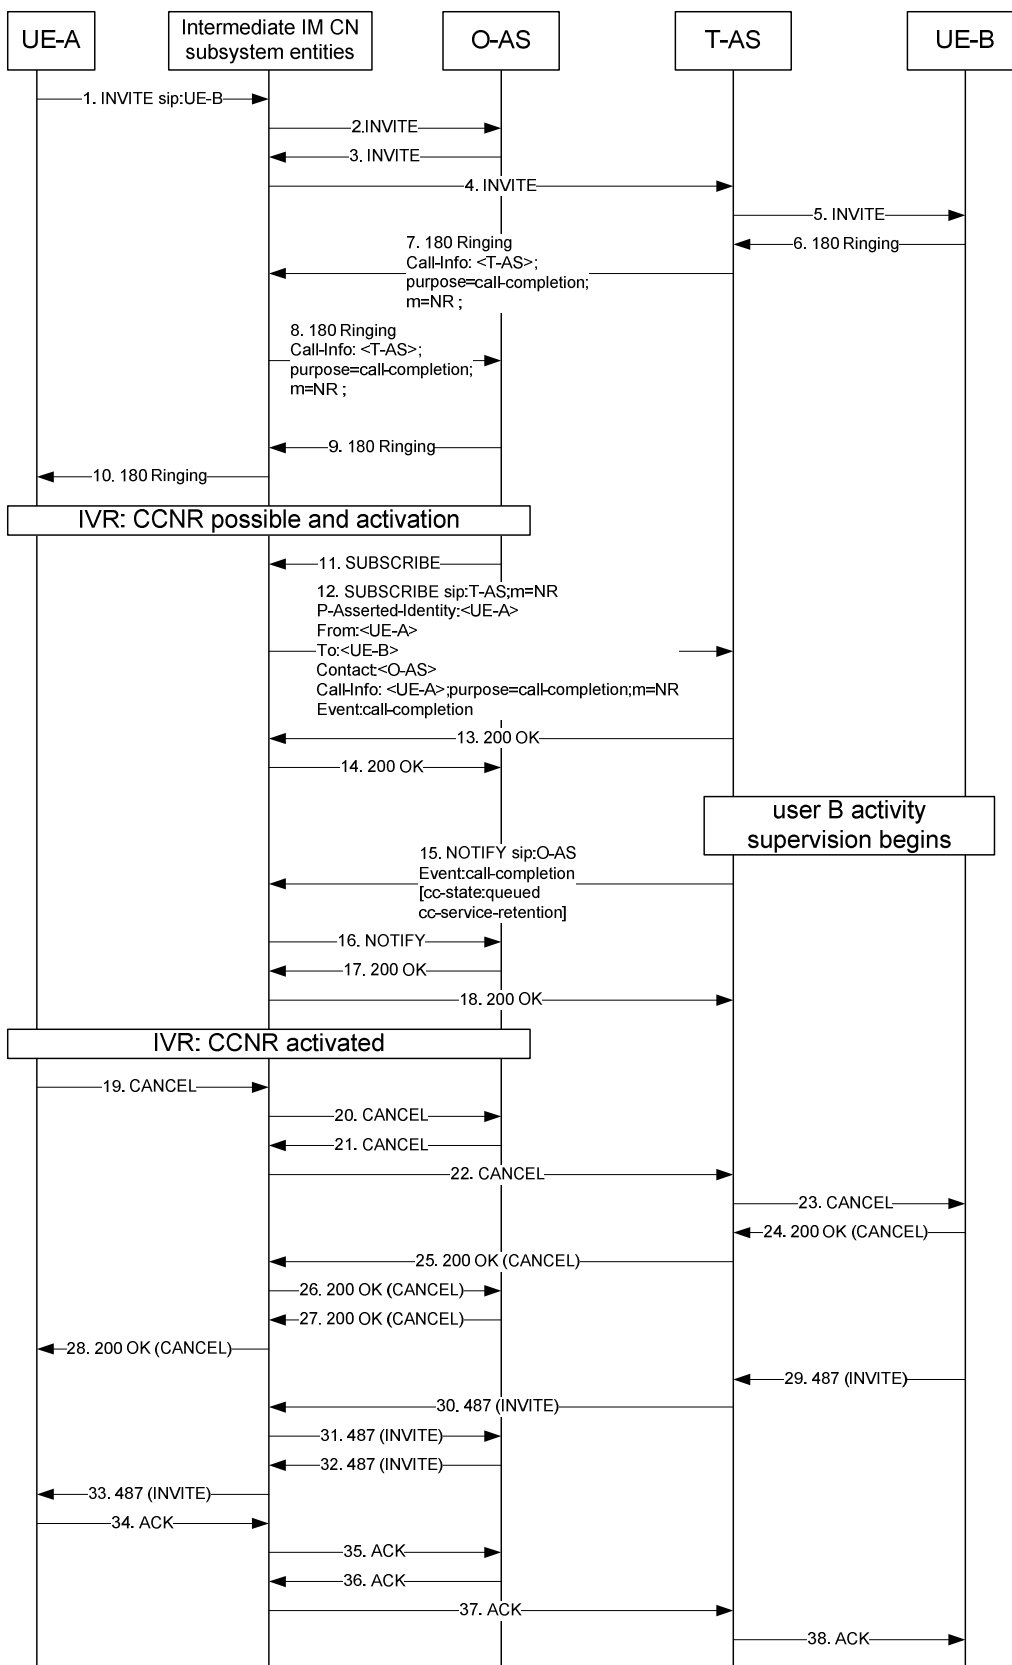 UE-A
Intermediate IM CN
subsystem entities
O-AS
T-AS
UE-B
1. INVITE sip:UE-B
2.INVITE
3. INVITE
4. INVITE
5. INVITE
6. 180 Ringing
7. 180 Ringing
Call-Info: <T-AS>;
purpose=call-completion;
m=NR ;
8. 180 Ringing
Call-Info: <T-AS>;
purpose=call-completion;
m=NR ;
9. 180 Ringing
10. 180 Ringing
IVR: CCNR possible and activation
11. SUBSCRIBE
12. SUBSCRIBE sip:T-AS;m=NR
P-Asserted-Identity:<UE-A>
From:<UE-A>
To:<UE-B>
Contact:<O-AS>
Call-Info: <UE-A>;purpose=call-completion;m=NR
Event:call-completion
13. 200 OK
14. 200 OK
user B activity
supervision begins
15. NOTIFY sip:O-AS
Event:call-completion
[cc-state:queued
cc-service-retention]
16. NOTIFY
17. 200 OK
18. 200 OK
IVR: CCNR activated
19. CANCEL
20. CANCEL
21. CANCEL
22. CANCEL
23. CANCEL
24. 200 OK (CANCEL)
25. 200 OK (CANCEL)
26. 200 OK (CANCEL)
27. 200 OK (CANCEL)
28. 200 OK (CANCEL)
29. 487 (INVITE)
30. 487 (INVITE)
31. 487 (INVITE)
32. 487 (INVITE)
33. 487 (INVITE)
34. ACK
35. ACK
36. ACK
37. ACK
38. ACK